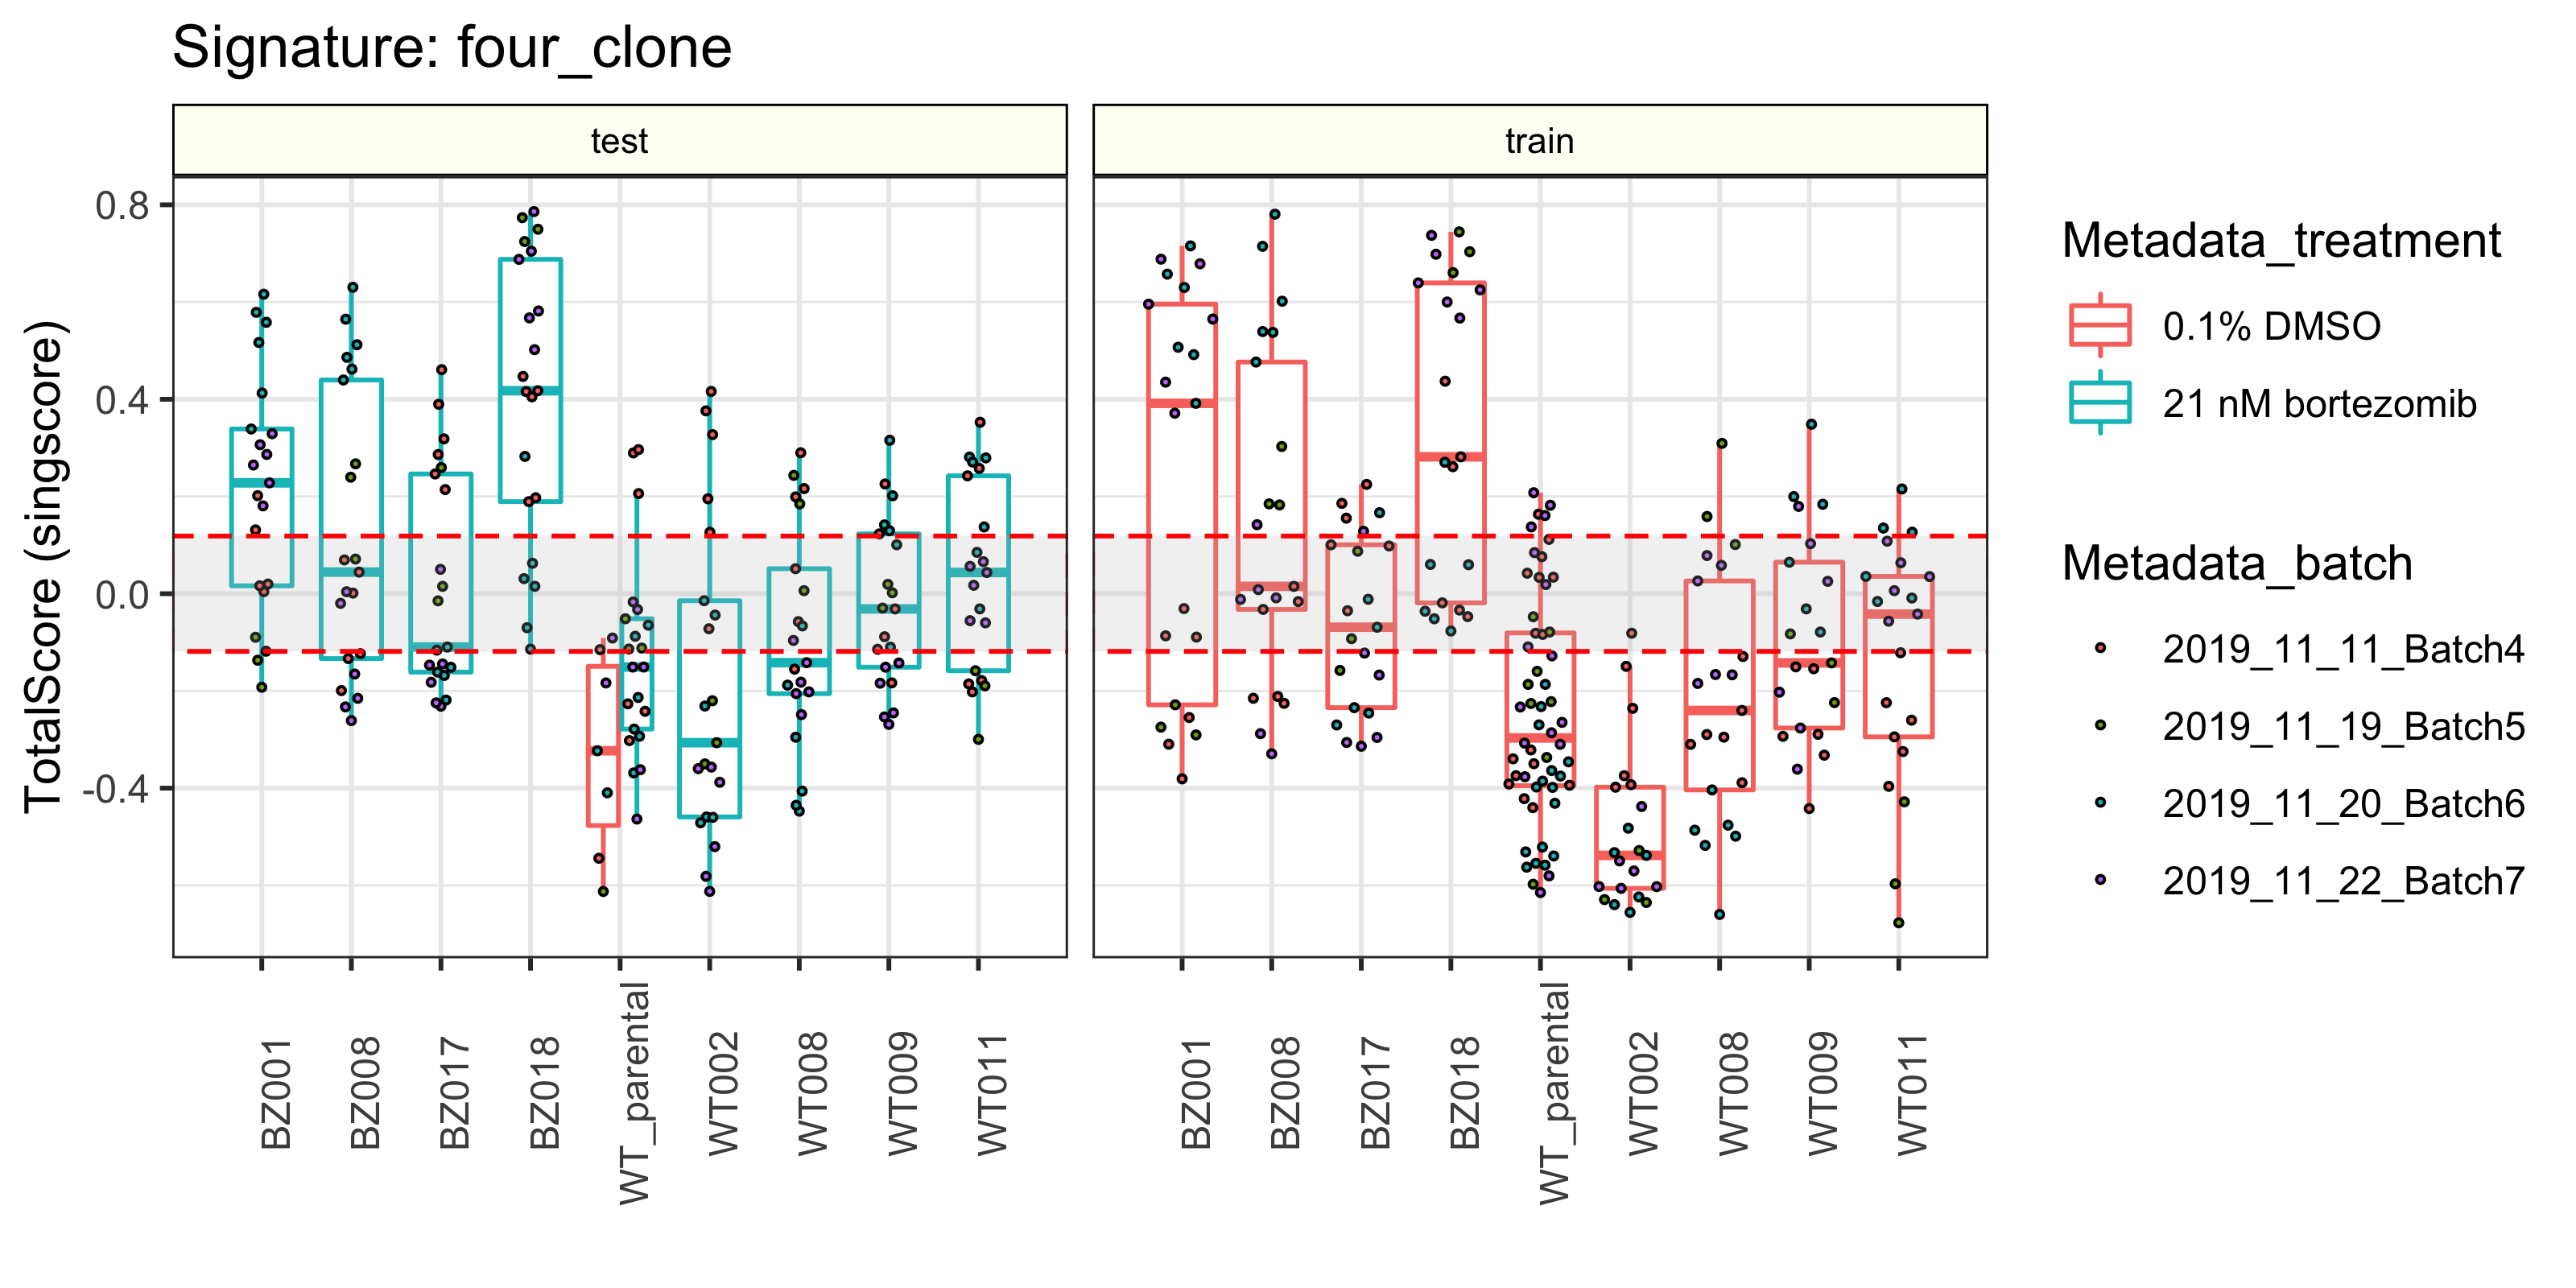 Signature: four_clone
test
train
TotalScore (singscore)
0.8
0.4
0.0
-0.4
BZ001
BZ008
BZ017
BZ018
WT_parental
WT002
WT008
WT009
WT011
BZ001
BZ008
BZ017
BZ018
WT_parental
WT002
WT008
WT009
WT011
Metadata_treatment
0.1% DMSO
21 nM bortezomib
Metadata_batch
2019_11_11_Batch4
2019_11_19_Batch5
2019_11_20_Batch6
2019_11_22_Batch7